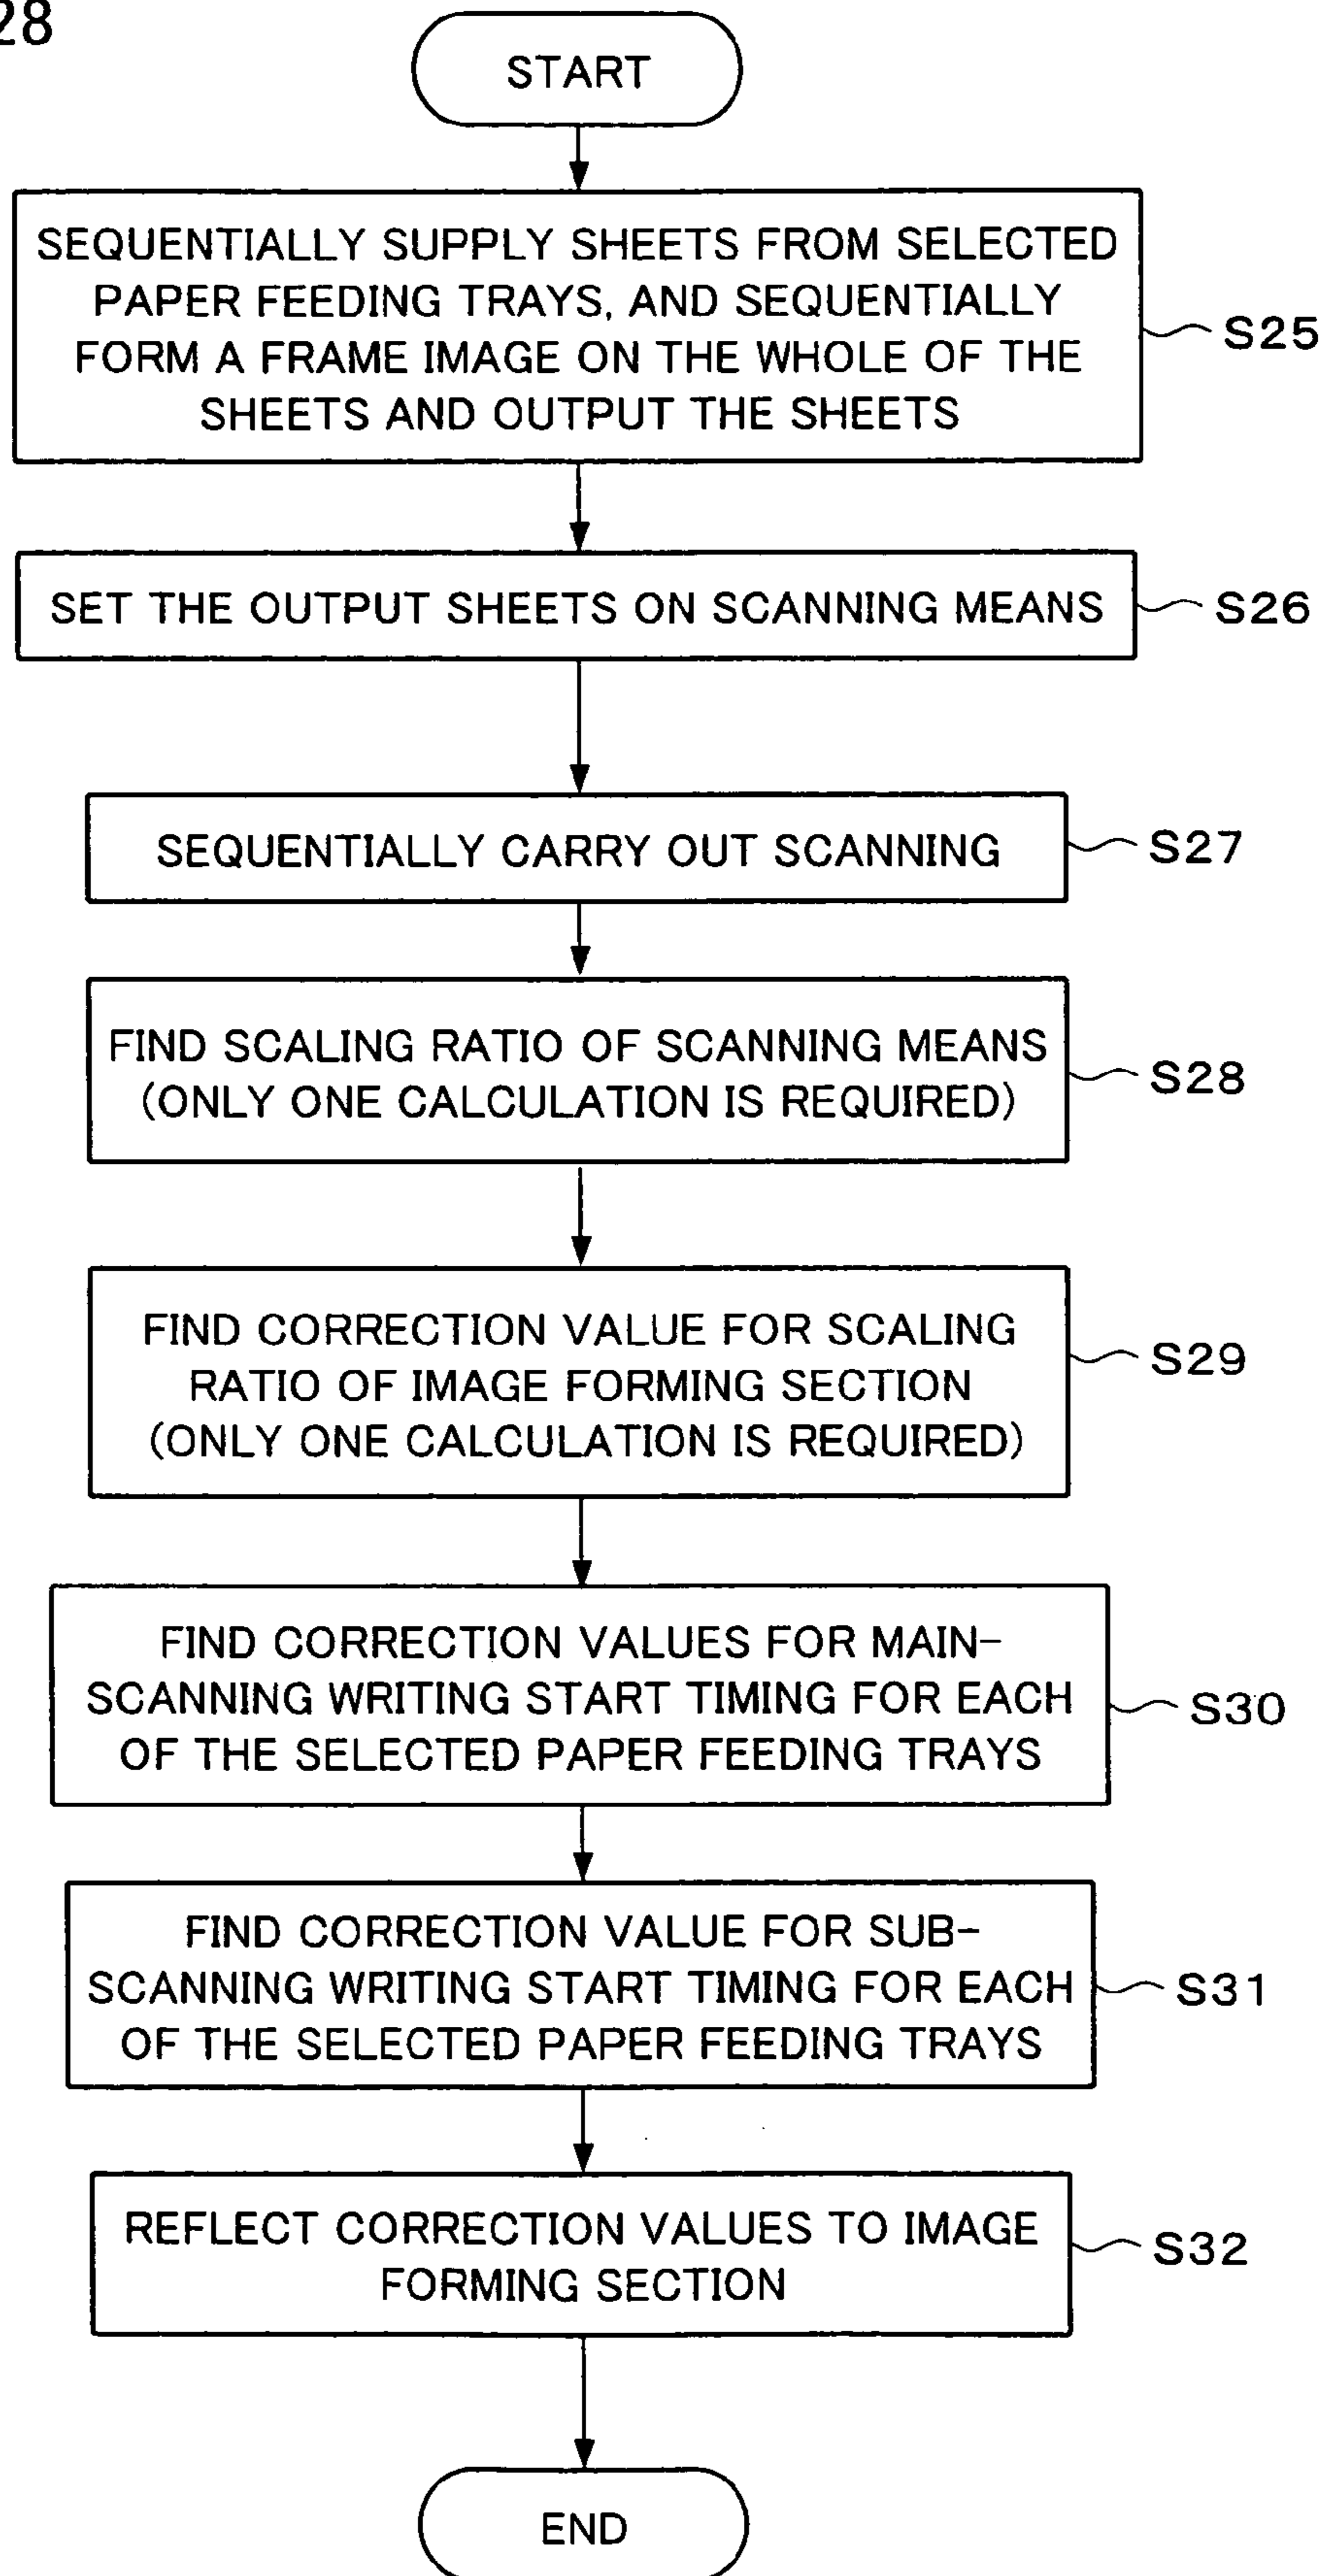 28
START
SEQUENTIALLY SUPPLY SHEETS FROM SELECTED
PAPER FEEDING TRAYS, AND SEQUENTIALLY
FORM A FRAME IMAGE ON THE WHOLE OF THE
SHEETS AND OUTPUT THE SHEETS
S25
SET THE OUTPUT SHEETS ON SCANNING MEANS
S26
SEQUENTIALLY CARRY OUT SCANNING
S27
FIND SCALING RATIO OF SCANNING MEANS
(ONLY ONE CALCULATION IS REQUIRED)
S28
FIND CORRECTION VALUE FOR SCALING
RATIO OF IMAGE FORMING SECTION
(ONLY ONE CALCULATION IS REQUIRED)
S29
FIND CORRECTION VALUES FOR MAIN-
SCANNING WRITING START TIMING FOR EACH
OF THE SELECTED PAPER FEEDING TRAYS
S30
FIND CORRECTION VALUE FOR SUB-
SCANNING WRITING START TIMING FOR EACH
OF THE SELECTED PAPER FEEDING TRAYS
S31
REFLECT CORRECTION VALUES TO IMAGE
FORMING SECTION
S32
END